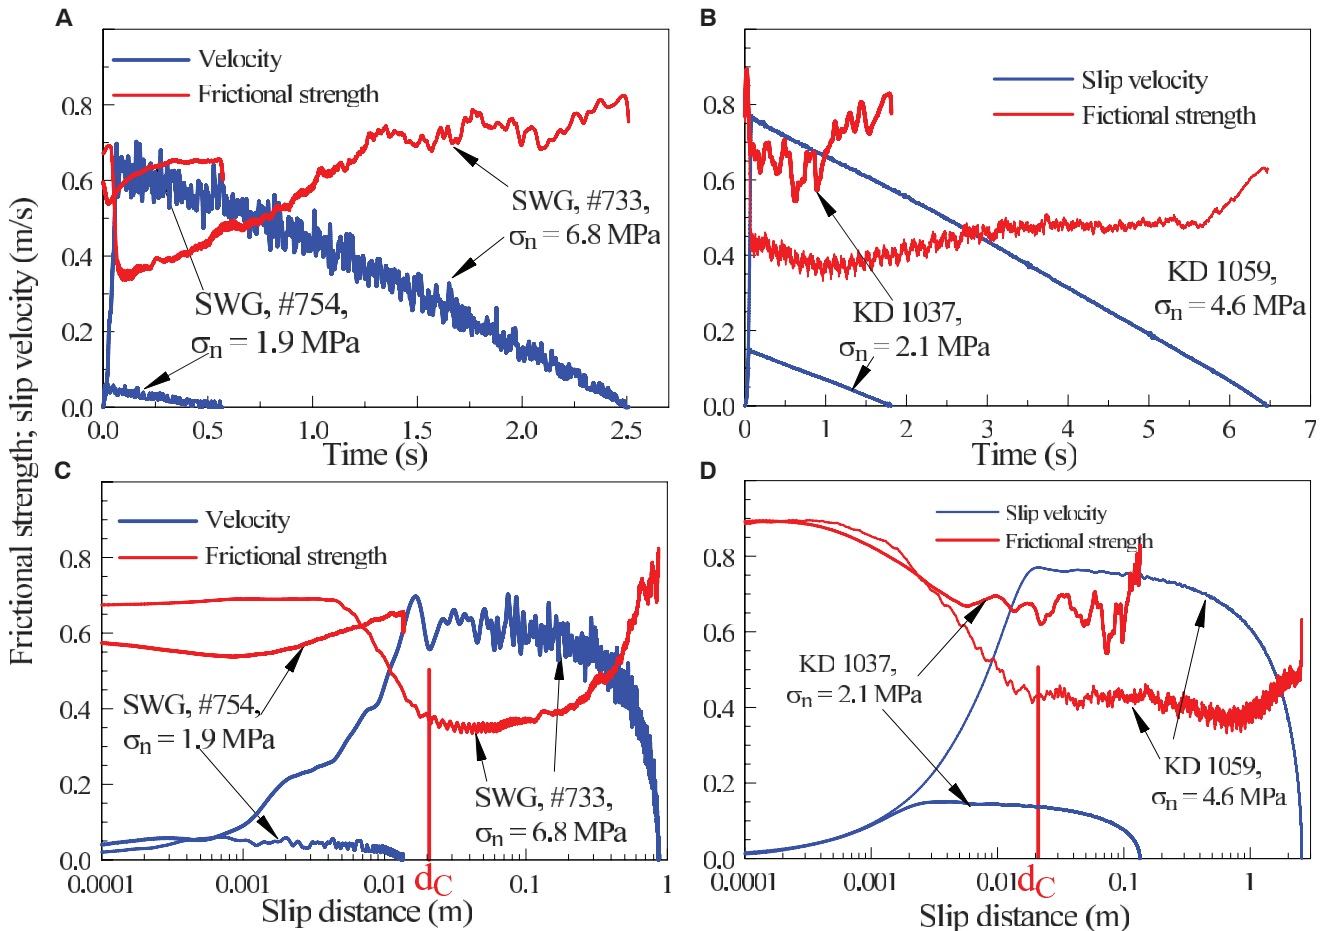 A
Velocity
Frictional strength
0.8
0.6
0.4
0.2
0.0
SWG, #733,
σn = 6.8 MPa
SWG, #754,
σn = 1.9 MPa
0.0 0.5 1.0 1.5 2.0 2.5
Time (s)
B
Slip velocity
Fictional strength
0.8
0.6
0.4
0.2
0.0
KD 1059,
σn = 4.6 MPa
KD 1037,
σn = 2.1 MPa
0 1 2 3 4 5 6 7
Time (s)
Frictional strength; slip velocity (m/s)
C
Velocity
Frictional strength
0.8
0.6
0.4
0.2
0.0
SWG, #754,
σn = 1.9 MPa
SWG, #733,
σn = 6.8 MPa
0.0001 0.001 0.01 dC 0.1 1
Slip distance (m)
D
Slip velocity
Frictional strength
0.8
0.6
0.4
0.2
0.0
KD 1037,
σn = 2.1 MPa
KD 1059,
σn = 4.6 MPa
0.0001 0.001 0.01 dC 0.1 1
Slip distance (m)